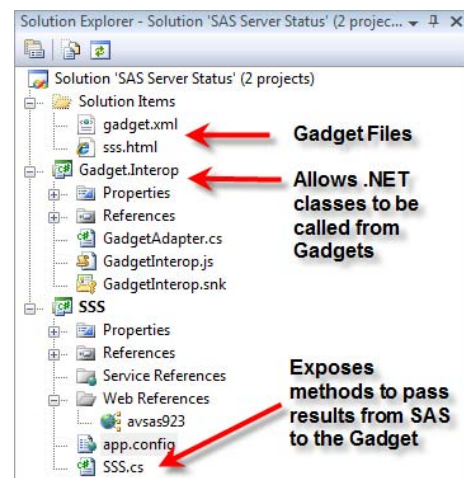 Solution Explorer - Solution 'SAS Server Status' (2 projec...
Solution 'SAS Server Status' (2 projects)
Solution Items
gadget.xml
sss.html
Gadget.Interop
Properties
References
GadgetAdapter.cs
GadgetInterop.js
GadgetInterop.snk
SSS
Properties
References
Service References
Web References
avsas923
app.config
SSS.cs
Gadget Files
Allows .NET
classes to be
called from
Gadgets
Exposes
methods to pass
results from SAS
to the Gadget